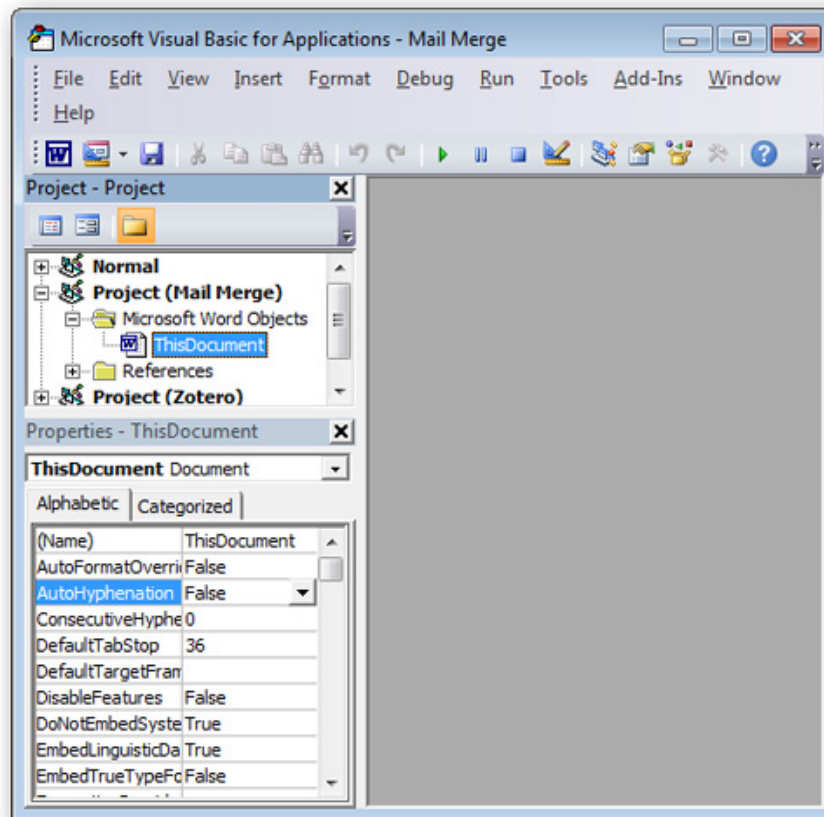 Microsoft Visual Basic for Applications - Mail Merge
File Edit View Insert Format Debug Run Tools Add-Ins Window
Help
Project - Project
Normal
Project (Mail Merge)
Microsoft Word Objects
ThisDocument
References
Project (Zotero)
Properties - ThisDocument
ThisDocument Document
Alphabetic Categorized
(Name) ThisDocument
AutoFormatOverri False
AutoHyphenation False
ConsecutiveHyphe 0
DefaultTabStop 36
DefaultTargetFram
DisableFeatures False
DoNotEmbedSyste True
EmbedLinguisticDa True
EmbedTrueTypeFo False